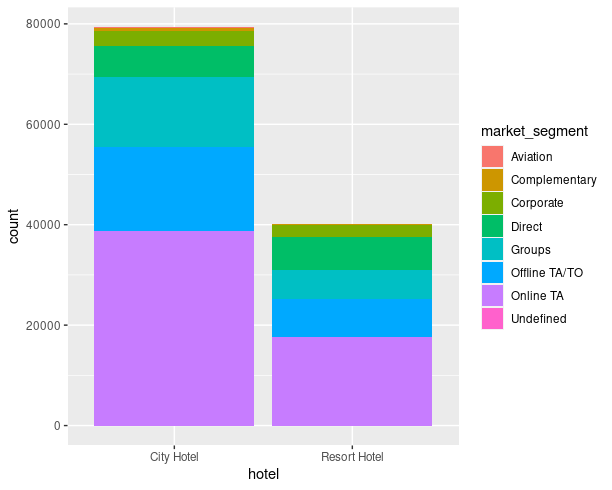 80000
60000
40000
20000
0
count
City Hotel
Resort Hotel
hotel
market_segment
Aviation
Complementary
Corporate
Direct
Groups
Offline TA/TO
Online TA
Undefined